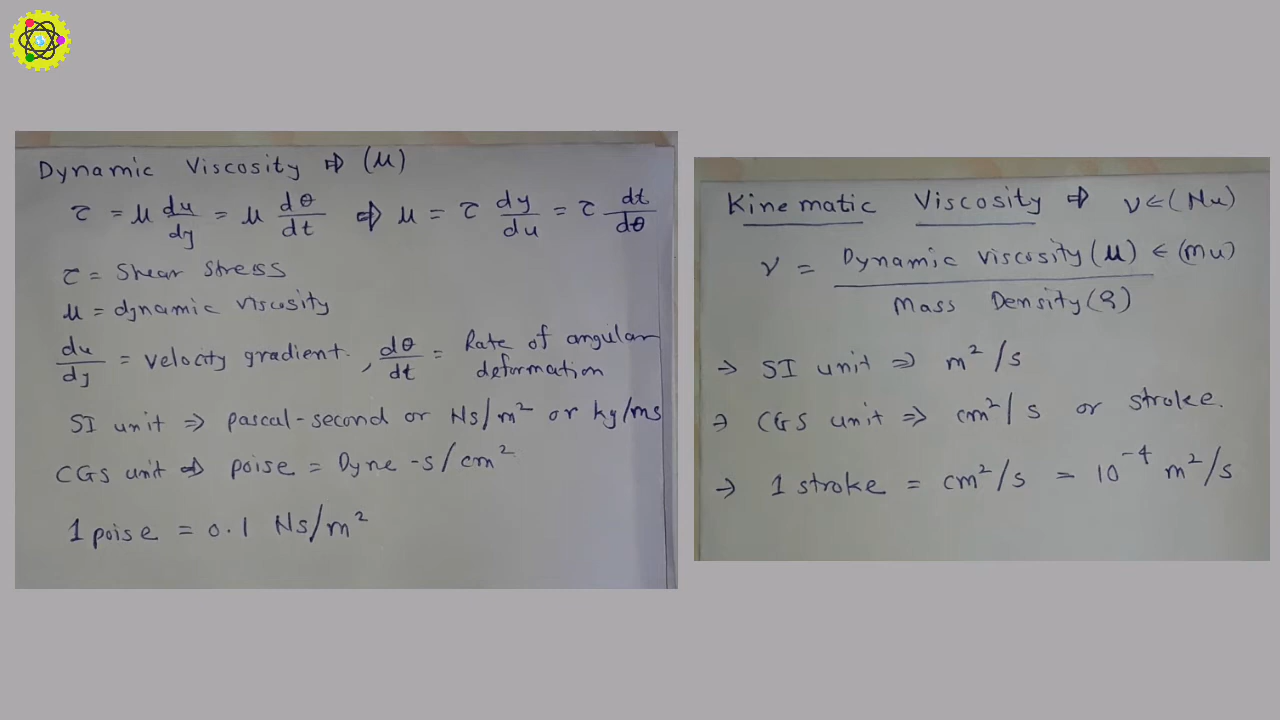 Dynamic Viscosity ⇒ (μ)
τ = μ du/dy = μ dθ/dt ⇒ μ = τ dy/du = τ dt/dθ
τ = Shear Stress
μ = dynamic viscosity
du/dy = velocity gradient. , dθ/dt = Rate of angular
deformation
SI unit ⇒ pascal-second or Ns/m² or kg/ms
CGS unit ⇒ poise = Dyne -s/cm²
1 poise = 0.1 Ns/m²
Kinematic Viscosity ⇒ ν ← (Nu)
ν = Dynamic viscosity (μ) ← (mu)
Mass Density (ρ)
→ SI unit ⇒ m²/s
→ CGS unit ⇒ cm²/s or stroke.
→ 1 stroke = cm²/s = 10⁻⁴ m²/s